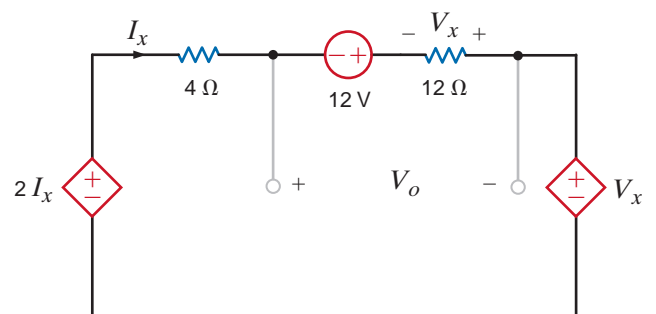 I_x
− V_x +
− +
4 Ω
12 V
12 Ω
2 I_x
+
−
+
V_o
−
+
−
V_x